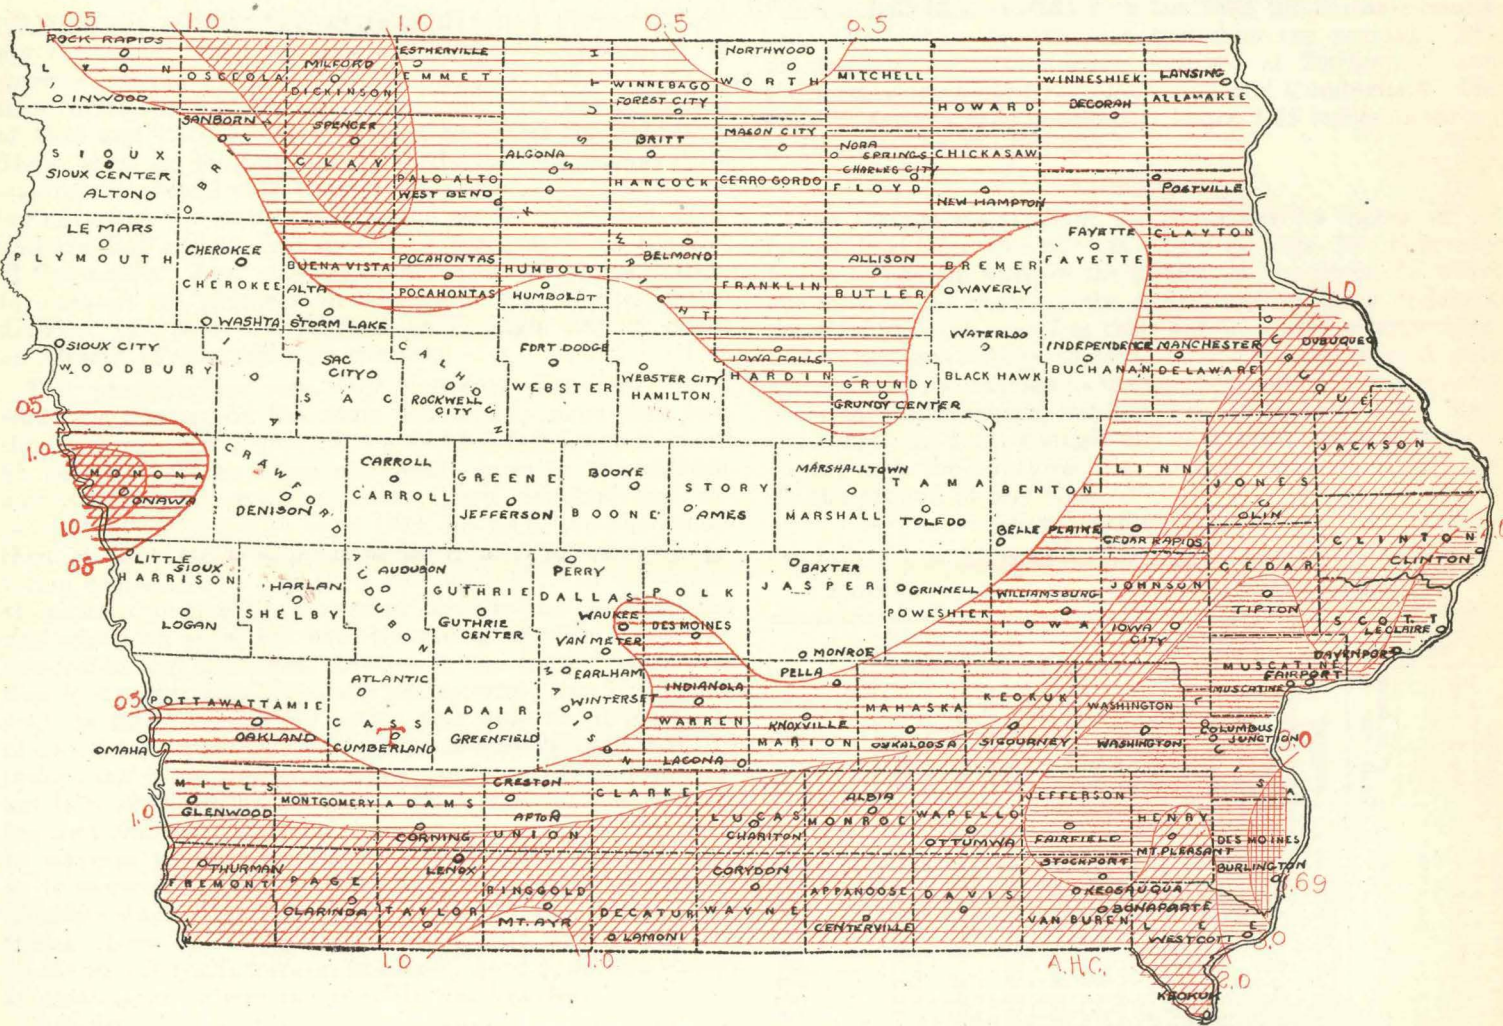 .05 1.0 1.0 0.5 0.5
ROCK RAPIDS
LYON
INWOOD
OSCEOLA
MILFORD
DICKINSON
ESTHERVILLE
EMMET
WINNEBAGO
FOREST CITY
NORTHWOOD
WORTH
MITCHELL
HOWARD
WINNESHIEK
DECORAH
LANSING
ALLAMAKEE
SIOUX
SIOUX CENTER
ALTONO
SANBORN
SPENCER
CLAY
PALO ALTO
WEST BEND
ALGONA
BRITT
HANCOCK
MASON CITY
CERRO GORDO
NORA
SPRINGS
CHARLES CITY
FLOYD
CHICKASAW
NEW HAMPTON
POSTVILLE
LE MARS
PLYMOUTH
CHEROKEE
CHEROKEE
BUENA VISTA
ALTA
STORM LAKE
POCAHONTAS
POCAHONTAS
HUMBOLDT
HUMBOLDT
WRIGHT
BELMOND
FRANKLIN
ALLISON
BUTLER
BREMER
WAVERLY
FAYETTE
FAYETTE
CLAYTON
1.0
WASHTA
SIOUX CITY
WOODBURY
IDA
SAC
CITY
SAC
CALHOUN
ROCKWELL
CITY
FORT DODGE
WEBSTER
WEBSTER CITY
HAMILTON
IOWA FALLS
HARDIN
GRUNDY
GRUNDY CENTER
WATERLOO
BLACK HAWK
INDEPENDENCE
BUCHANAN
MANCHESTER
DELAWARE
DUBUQUE
DUBUQUE
05
1.0
MONONA
ONAWA
1.0
05
CRAWFORD
DENISON
CARROLL
CARROLL
GREENE
JEFFERSON
BOONE
BOONE
STORY
AMES
MARSHALLTOWN
MARSHALL
TAMA
TOLEDO
BENTON
BELLE PLAINE
LINN
CEDAR RAPIDS
JONES
OLIN
JACKSON
CLINTON
CLINTON
LITTLE
SIOUX
HARRISON
LOGAN
HARLAN
SHELBY
AUDUBON
AUDUBON
GUTHRIE
GUTHRIE
CENTER
PERRY
DALLAS
WAUKEE
VAN METER
POLK
DES MOINES
BAXTER
JASPER
MONROE
GRINNELL
POWESHIEK
WILLIAMSBURG
IOWA
JOHNSON
IOWA
CITY
CEDAR
TIPTON
SCOTT
LECLAIRE
DAVENPORT
MUSCATINE
FAIRPORT
MUSCATINE
POTTAWATTAMIE
05
OMAHA
OAKLAND
ATLANTIC
CASS
T
CUMBERLAND
ADAIR
GREENFIELD
EARLHAM
WINTERSET
MADISON
INDIANOLA
WARREN
LACONA
PELLA
KNOXVILLE
MARION
MAHASKA
OSKALOOSA
KEOKUK
SIGOURNEY
WASHINGTON
WASHINGTON
COLUMBUS
JUNCTION
LOUISA
3.0
MILLS
GLENWOOD
1.0
MONTGOMERY
ADAMS
CORNING
CRESTON
AFTON
UNION
CLARKE
LUCAS
CHARITON
ALBIA
MONROE
WAPELLO
OTTUMWA
JEFFERSON
FAIRFIELD
STOCKPORT
HENRY
MT. PLEASANT
DES MOINES
BURLINGTON
.69
THURMAN
FREMONT
PAGE
CLARINDA
LENOX
TAYLOR
RINGGOLD
MT. AYR
DECATUR
LAMONI
CORYDON
WAYNE
APPANOOSE
CENTERVILLE
DAVIS
KEOSAUQUA
BONAPARTE
VAN BUREN
LEE
WESTCOTT
3.0
1.0 1.0
A.H.C.
2.0
KEOKUK